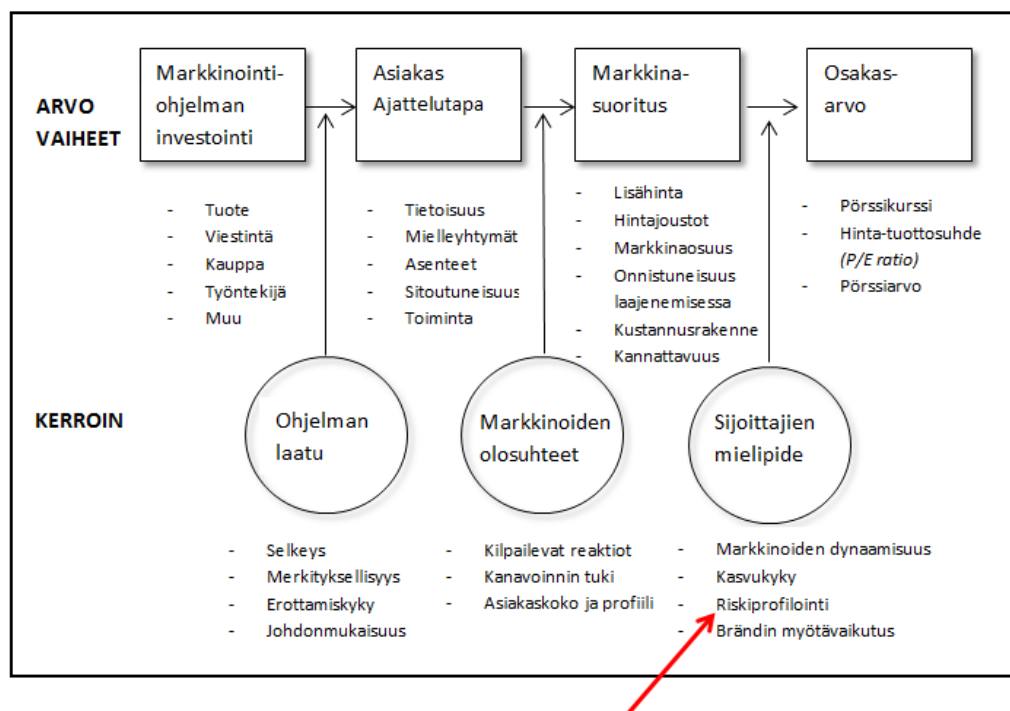 ARVO
VAIHEET
Markkinointi-
ohjelman
investointi
Asiakas
Ajattelutapa
Markkina-
suoritus
Osakas-
arvo
- Tuote
- Viestintä
- Kauppa
- Työntekijä
- Muu
- Tietoisuus
- Mielleyhtymät
- Asenteet
- Sitoutuneisuus
- Toiminta
- Lisähinta
- Hintajoustot
- Markkinaosuus
- Onnistuneisuus
laajenemisessa
- Kustannusrakenne
- Kannattavuus
- Pörssikurssi
- Hinta-tuottosuhde
(P/E ratio)
- Pörssiarvo
KERROIN
Ohjelman
laatu
Markkinoiden
olosuhteet
Sijoittajien
mielipide
- Selkeys
- Merkityksellisyys
- Erottamiskyky
- Johdonmukaisuus
- Kilpailevat reaktiot
- Kanavoinnin tuki
- Asiakaskoko ja profiili
- Markkinoiden dynaamisuus
- Kasvukyky
- Riskiprofilointi
- Brändin myötävaikutus